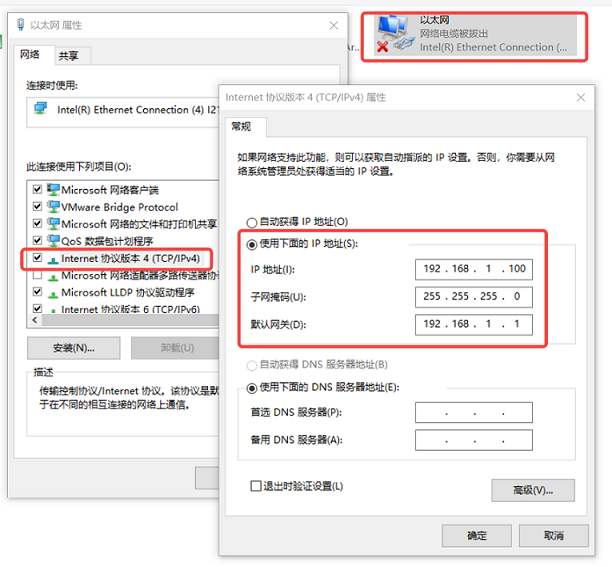 以太网 属性
网络
共享
连接时使用:
Intel(R) Ethernet Connection (4) I21
此连接使用下列项目(O):
Microsoft 网络客户端
VMware Bridge Protocol
Microsoft 网络的文件和打印机共享
QoS 数据包计划程序
Internet 协议版本 4 (TCP/IPv4)
Microsoft 网络适配器多路传送器协
Microsoft LLDP 协议驱动程序
Internet 协议版本 6 (TCP/IPv6)
安装(N)...
卸载(U)
描述
传输控制协议/Internet 协议。该协议是默
于在不同的相互连接的网络上通信。
以太网
网络电缆被拔出
Intel(R) Ethernet Connection (...
Internet 协议版本 4 (TCP/IPv4) 属性
常规
如果网络支持此功能，则可以获取自动指派的 IP 设置。否则，你需要从网
络系统管理员处获得适当的 IP 设置。
自动获得 IP 地址(O)
使用下面的 IP 地址(S):
IP 地址(I):
192 . 168 . 1 . 100
子网掩码(U):
255 . 255 . 255 . 0
默认网关(D):
192 . 168 . 1 . 1
自动获得 DNS 服务器地址(B)
使用下面的 DNS 服务器地址(E):
首选 DNS 服务器(P):
. . .
备用 DNS 服务器(A):
. . .
退出时验证设置(L)
高级(V)...
确定
取消